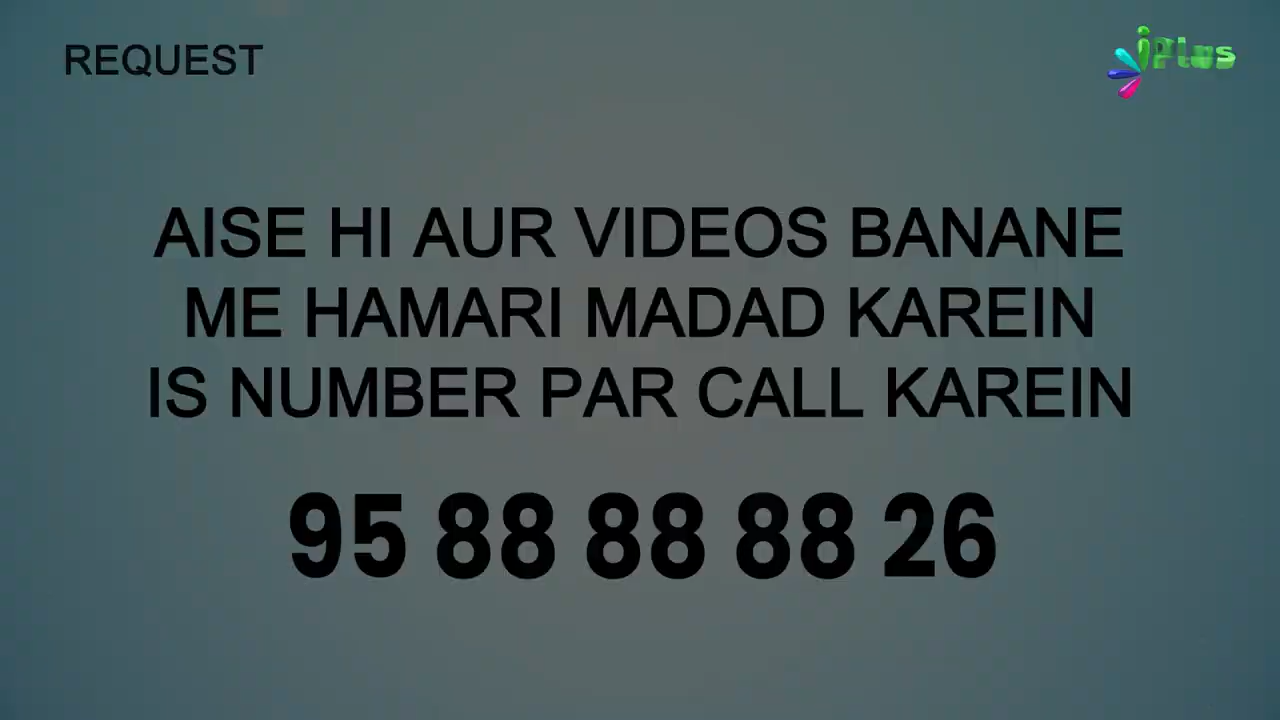 REQUEST
iPlus
AISE HI AUR VIDEOS BANANE
ME HAMARI MADAD KAREIN
IS NUMBER PAR CALL KAREIN
95 88 88 88 26